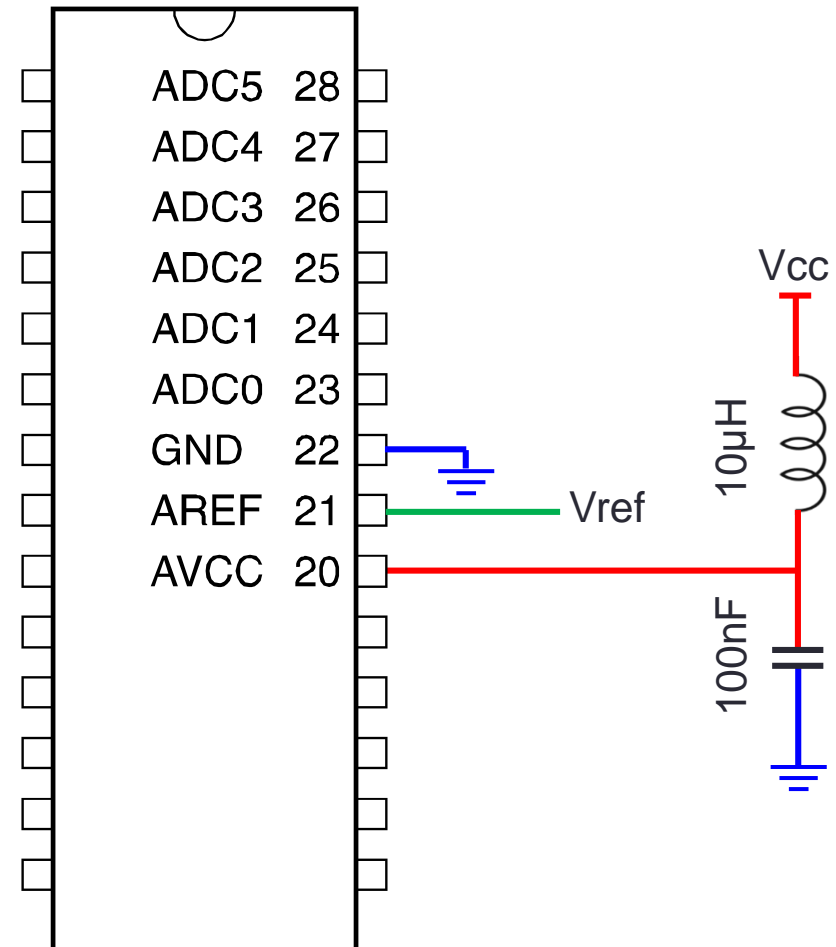 ADC5 28
ADC4 27
ADC3 26
ADC2 25
ADC1 24
ADC0 23
GND 22
AREF 21
AVCC 20
Vref
Vcc
10µH
100nF